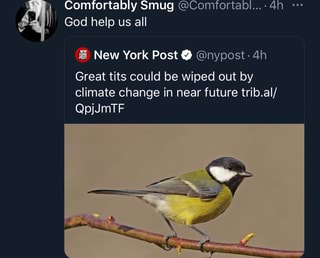 Comfortably Smug @Comfortabl... · 4h ...
God help us all
New York Post @nypost · 4h
Great tits could be wiped out by
climate change in near future trib.al/
QpjJmTF